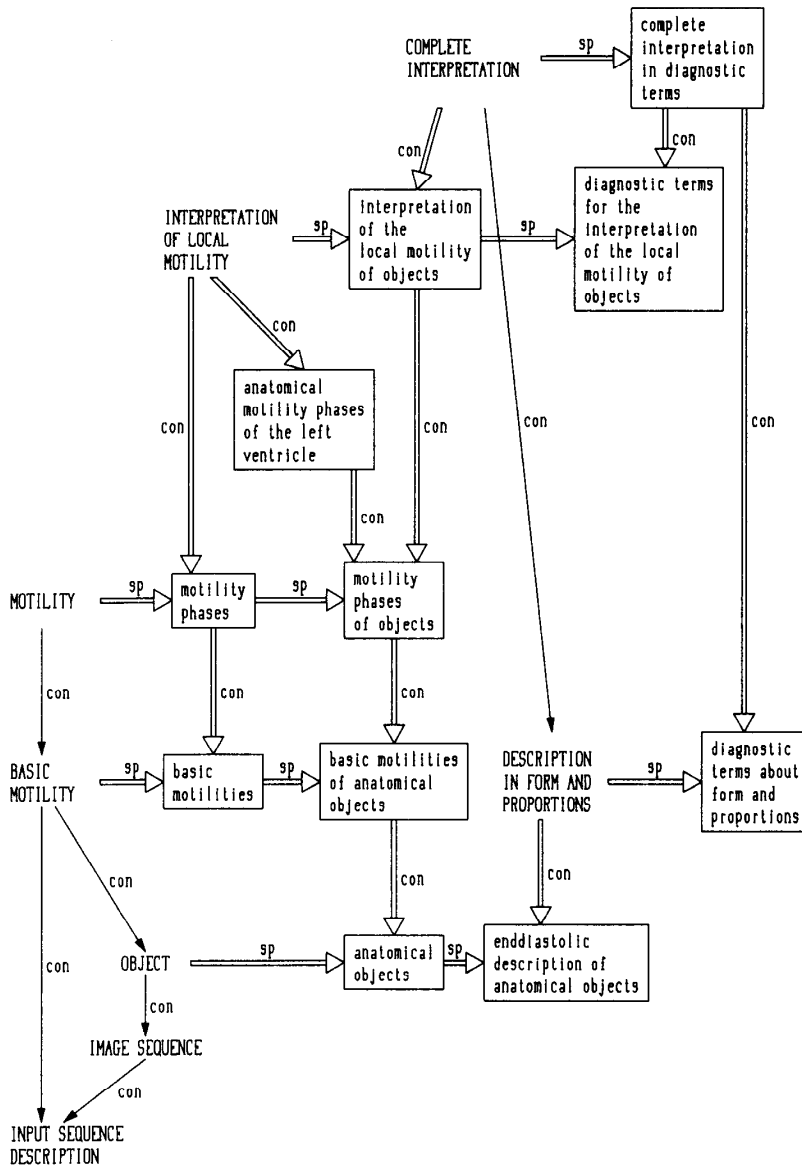 COMPLETE
INTERPRETATION
sp
complete
interpretation
in diagnostic
terms
con
con
INTERPRETATION
OF LOCAL
MOTILITY
sp
interpretation
of the
local motility
of objects
sp
diagnostic terms
for the
interpretation
of the local
motility of
objects
con
anatomical
motility phases
of the left
ventricle
con
con
con
con
con
con
MOTILITY
sp
motility
phases
sp
motility
phases
of objects
con
con
con
BASIC
MOTILITY
sp
basic
motilities
sp
basic motilities
of anatomical
objects
DESCRIPTION
IN FORM AND
PROPORTIONS
sp
diagnostic
terms about
form and
proportions
con
con
con
con
OBJECT
sp
anatomical
objects
sp
enddiastolic
description of
anatomical objects
con
IMAGE SEQUENCE
con
INPUT SEQUENCE
DESCRIPTION